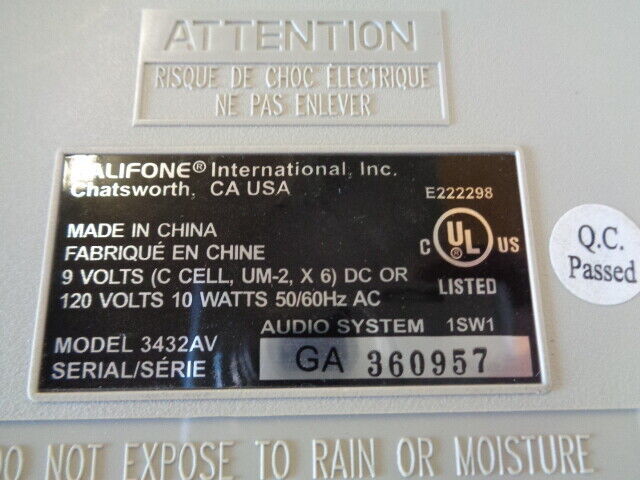 ATTENTION
RISQUE DE CHOC ÉLECTRIQUE
NE PAS ENLEVER
CALIFONE® International, Inc.
Chatsworth, CA USA
E222298
MADE IN CHINA
FABRIQUÉ EN CHINE
9 VOLTS (C CELL, UM-2, X 6) DC OR
120 VOLTS 10 WATTS 50/60Hz AC
C UL US
LISTED
AUDIO SYSTEM 1SW1
MODEL 3432AV
SERIAL/SÉRIE GA 360957
Q.C.
Passed
DO NOT EXPOSE TO RAIN OR MOISTURE